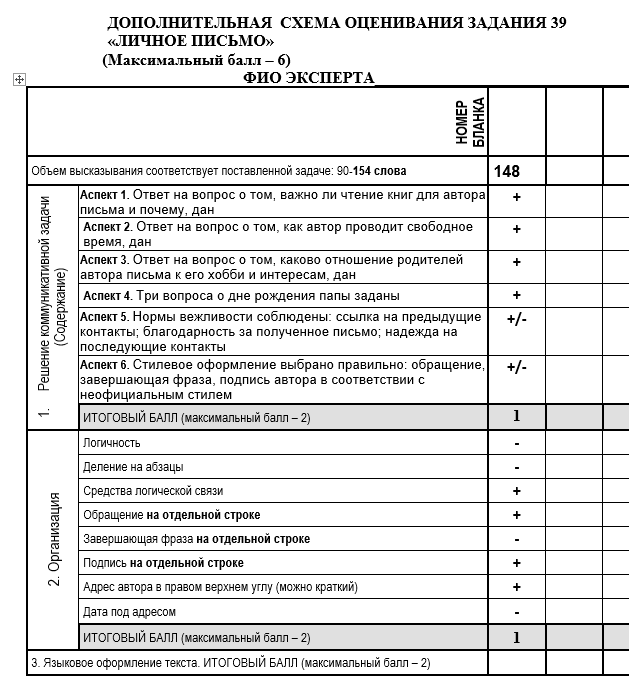 ДОПОЛНИТЕЛЬНАЯ СХЕМА ОЦЕНИВАНИЯ ЗАДАНИЯ 39
«ЛИЧНОЕ ПИСЬМО»
(Максимальный балл – 6)
ФИО ЭКСПЕРТА
НОМЕР
БЛАНКА
Объем высказывания соответствует поставленной задаче: 90-154 слова 148
1. Решение коммуникативной задачи
(Содержание)
Аспект 1. Ответ на вопрос о том, важно ли чтение книг для автора
письма и почему, дан +
Аспект 2. Ответ на вопрос о том, как автор проводит свободное
время, дан +
Аспект 3. Ответ на вопрос о том, каково отношение родителей
автора письма к его хобби и интересам, дан +
Аспект 4. Три вопроса о дне рождения папы заданы +
Аспект 5. Нормы вежливости соблюдены: ссылка на предыдущие
контакты; благодарность за полученное письмо; надежда на
последующие контакты +/-
Аспект 6. Стилевое оформление выбрано правильно: обращение,
завершающая фраза, подпись автора в соответствии с
неофициальным стилем +/-
ИТОГОВЫЙ БАЛЛ (максимальный балл – 2) 1
2. Организация
Логичность -
Деление на абзацы -
Средства логической связи +
Обращение на отдельной строке +
Завершающая фраза на отдельной строке -
Подпись на отдельной строке +
Адрес автора в правом верхнем углу (можно краткий) +
Дата под адресом -
ИТОГОВЫЙ БАЛЛ (максимальный балл – 2) 1
3. Языковое оформление текста. ИТОГОВЫЙ БАЛЛ (максимальный балл – 2)